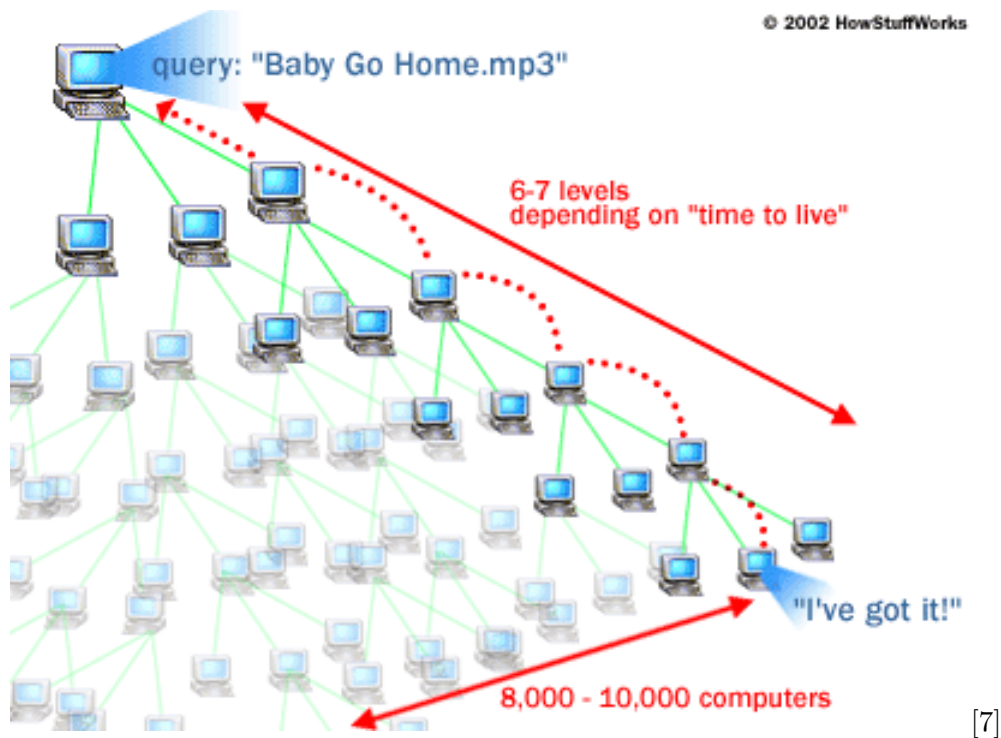 © 2002 HowStuffWorks
query: "Baby Go Home.mp3"
6-7 levels
depending on "time to live"
"I've got it!"
8,000 - 10,000 computers
[7]